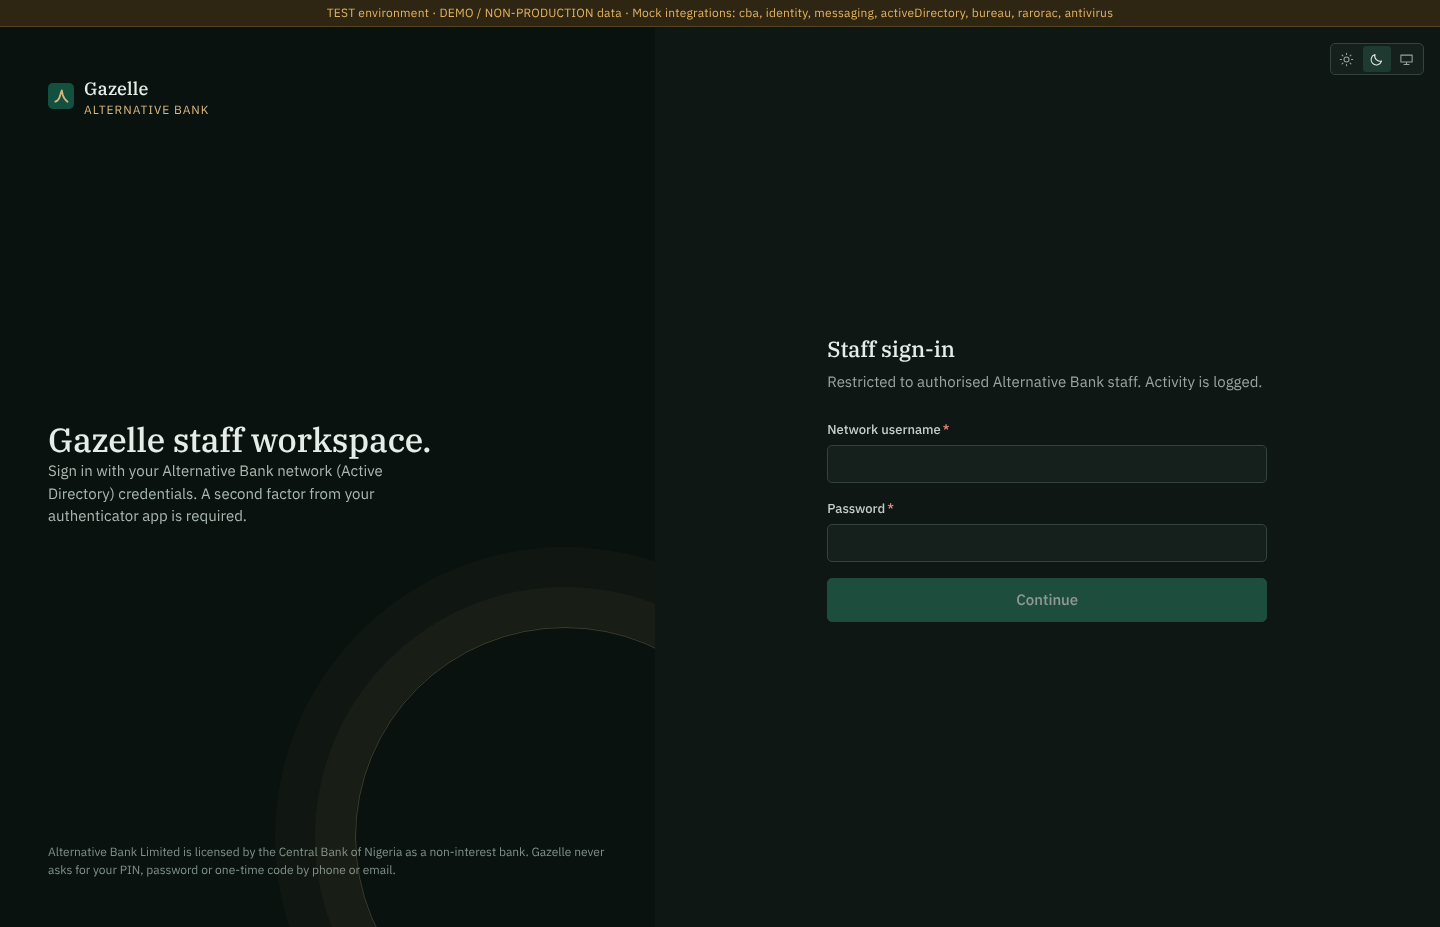 TEST environment · DEMO / NON-PRODUCTION data · Mock integrations: cba, identity, messaging, activeDirectory, bureau, rarorac, antivirus
Gazelle
ALTERNATIVE BANK
Gazelle staff workspace.
Sign in with your Alternative Bank network (Active
Directory) credentials. A second factor from your
authenticator app is required.
Alternative Bank Limited is licensed by the Central Bank of Nigeria as a non-interest bank. Gazelle never
asks for your PIN, password or one-time code by phone or email.
Staff sign-in
Restricted to authorised Alternative Bank staff. Activity is logged.
Network username *
Password *
Continue